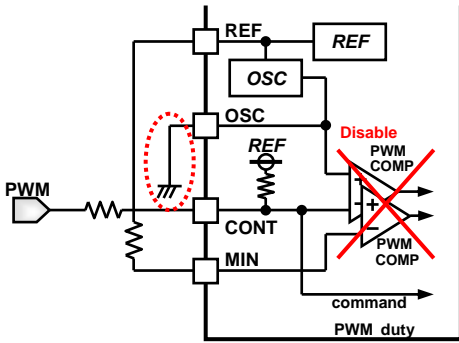 REF
REF
OSC
OSC
Disable
REF
PWM
COMP
PWM
CONT
PWM
COMP
MIN
command
PWM duty